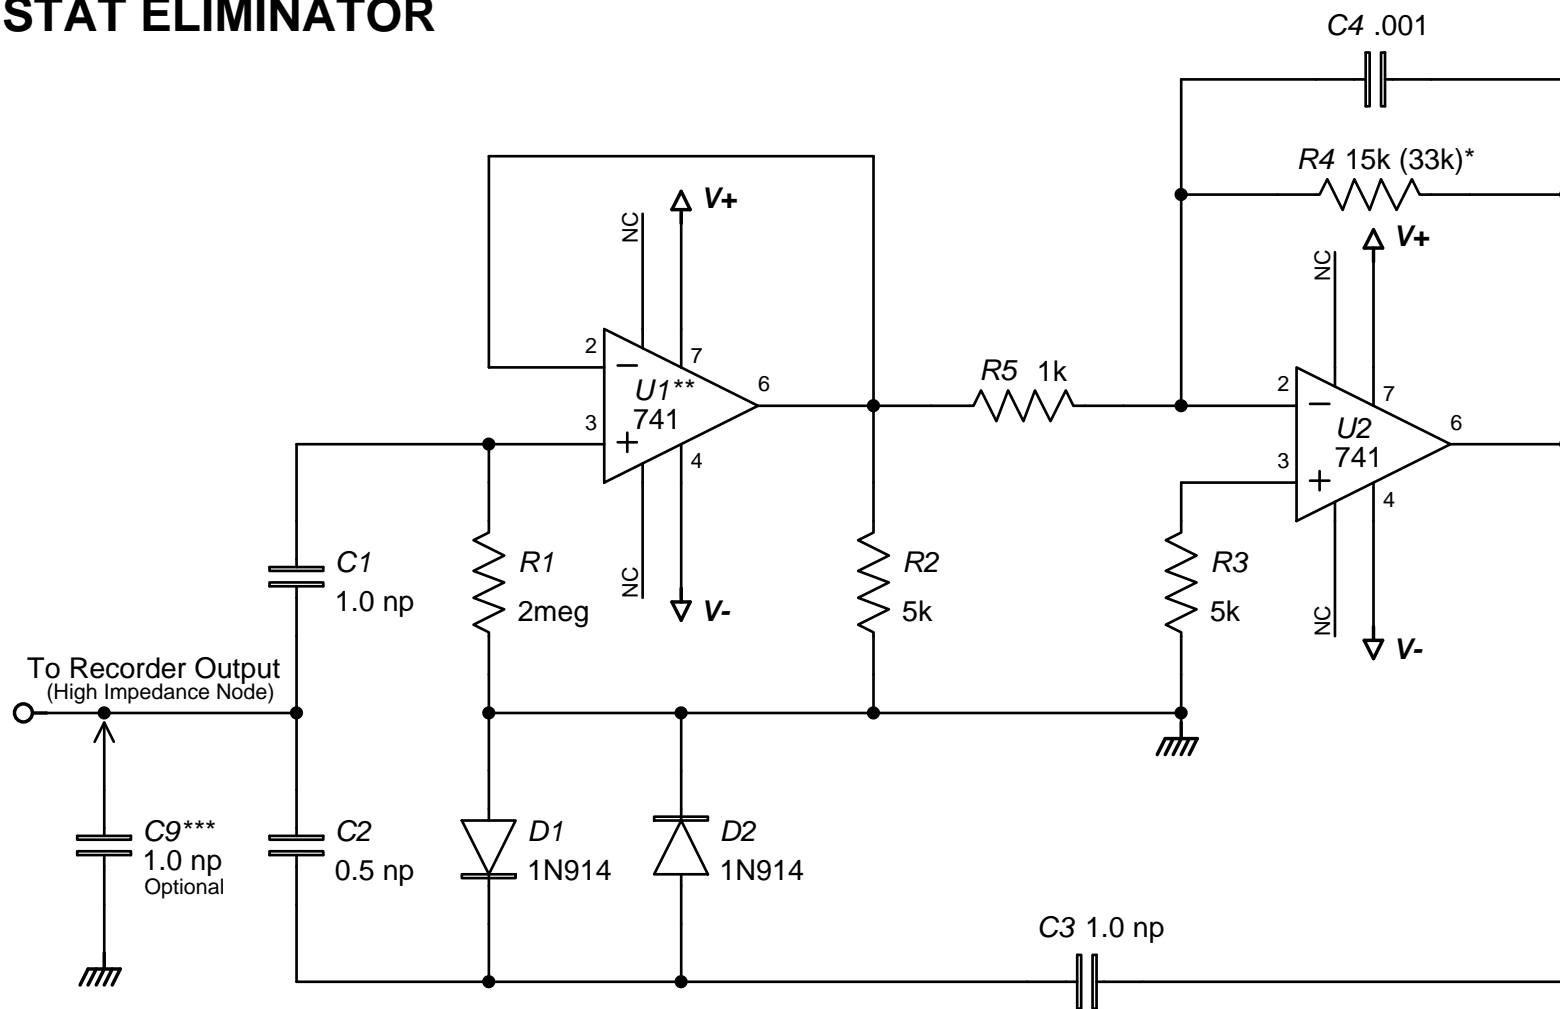 STAT ELIMINATOR
C4 .001
R4 15k (33k)*
V+
NC
V+
NC
2
7
U1**
741
6
3
4
R5 1k
2
7
U2
741
6
3
4
C1
1.0 np
R1
2meg
NC
V-
R2
5k
R3
5k
NC
V-
To Recorder Output
(High Impedance Node)
C9***
1.0 np
Optional
C2
0.5 np
D1
1N914
D2
1N914
C3 1.0 np